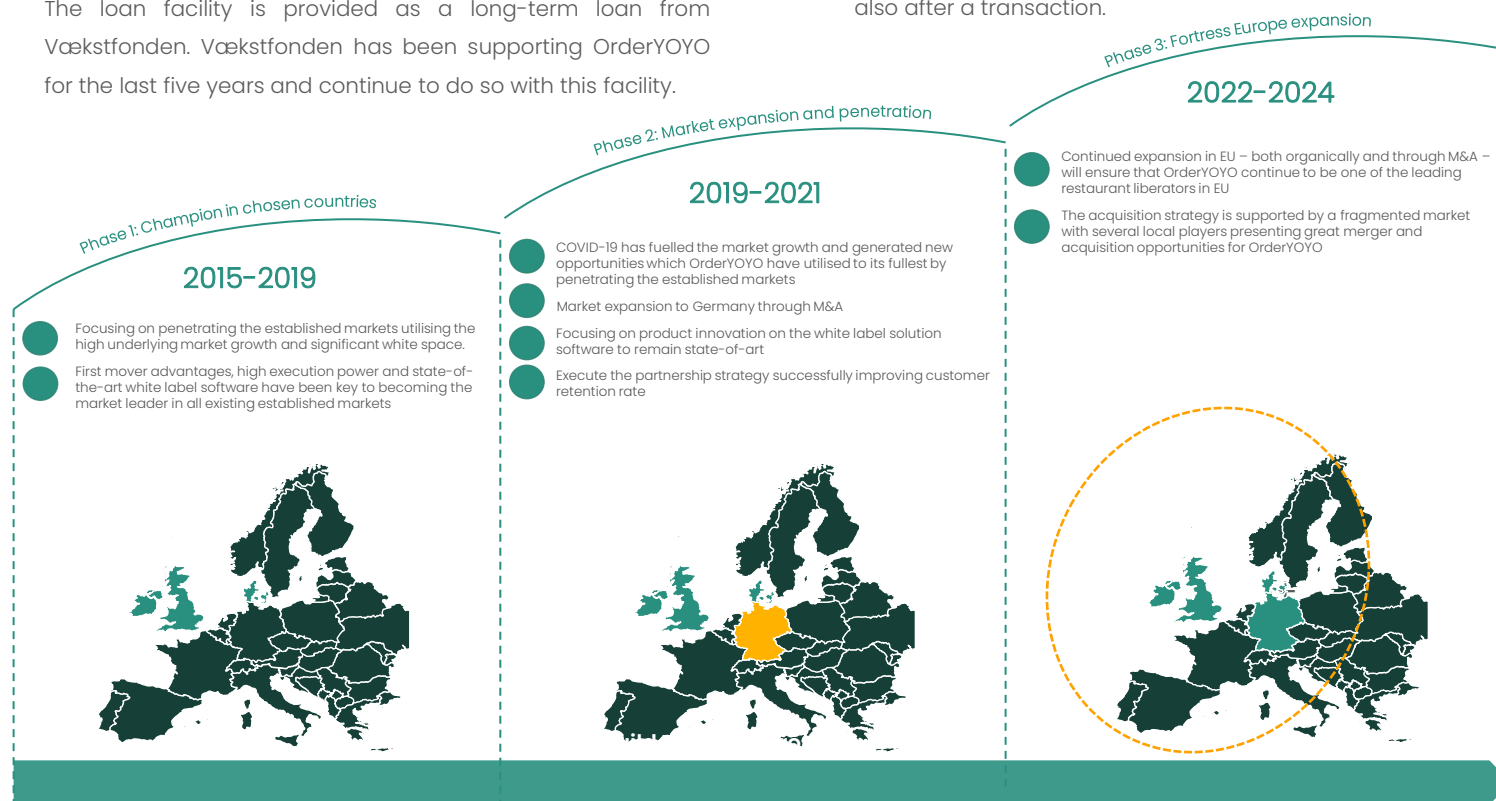 The loan facility is provided as a long-term loan from
Vækstfonden. Vækstfonden has been supporting OrderYOYO
for the last five years and continue to do so with this facility.
also after a transaction.
Phase 1: Champion in chosen countries
2015-2019
Focusing on penetrating the established markets utilising the
high underlying market growth and significant white space.
First mover advantages, high execution power and state-of-
the-art white label software have been key to becoming the
market leader in all existing established markets
Phase 2: Market expansion and penetration
2019-2021
COVID-19 has fuelled the market growth and generated new
opportunities which OrderYOYO have utilised to its fullest by
penetrating the established markets
Market expansion to Germany through M&A
Focusing on product innovation on the white label solution
software to remain state-of-art
Execute the partnership strategy successfully improving customer
retention rate
Phase 3: Fortress Europe expansion
2022-2024
Continued expansion in EU – both organically and through M&A –
will ensure that OrderYOYO continue to be one of the leading
restaurant liberators in EU
The acquisition strategy is supported by a fragmented market
with several local players presenting great merger and
acquisition opportunities for OrderYOYO